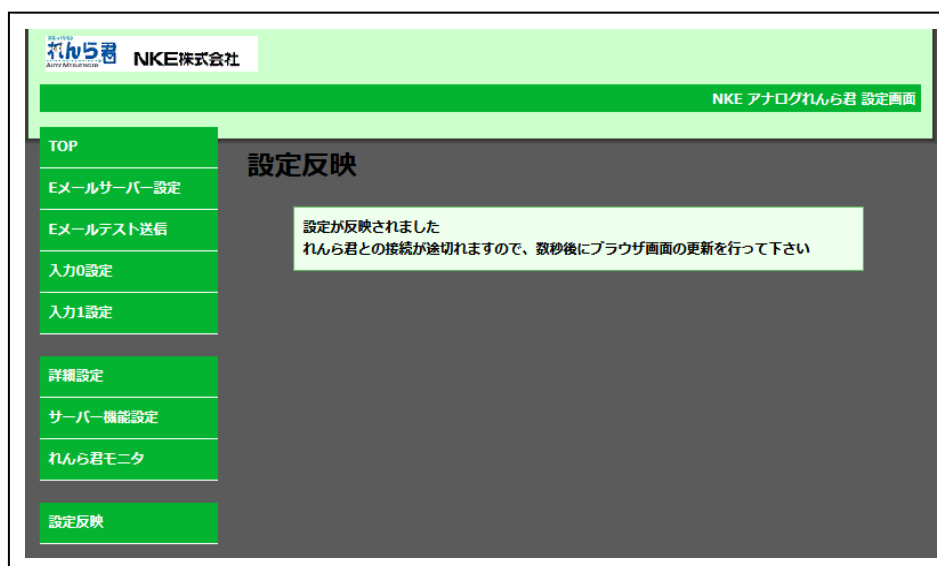 れんら君
NKE株式会社
NKE アナログれんら君 設定画面
TOP
Eメールサーバー設定
Eメールテスト送信
入力0設定
入力1設定
詳細設定
サーバー機能設定
れんら君モニタ
設定反映
設定反映
設定が反映されました
れんら君との接続が途切れますので、数秒後にブラウザ画面の更新を行って下さい